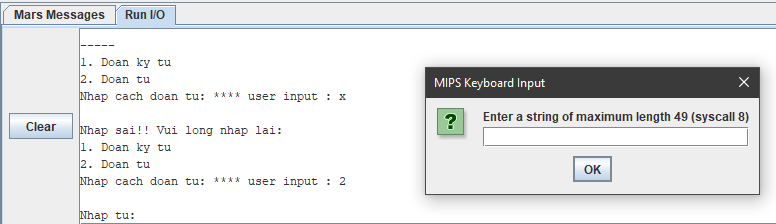 Mars Messages Run I/O
-----
1. Doan ky tu
2. Doan tu
Nhap cach doan tu: **** user input : x
Nhap sai!! Vui long nhap lai:
1. Doan ky tu
2. Doan tu
Nhap cach doan tu: **** user input : 2
Nhap tu:
Clear
MIPS Keyboard Input
?
Enter a string of maximum length 49 (syscall 8)
OK